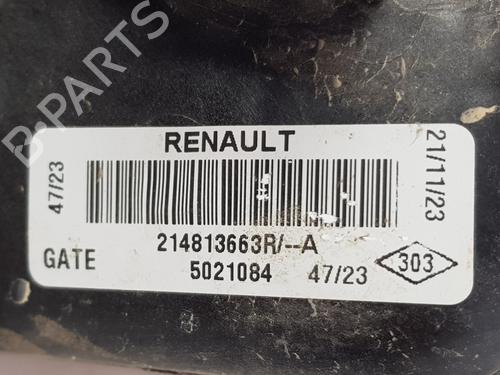 B-PARTS
RENAULT
47/23
21/11/23
214813663R/--A
GATE
5021084 47/23
303